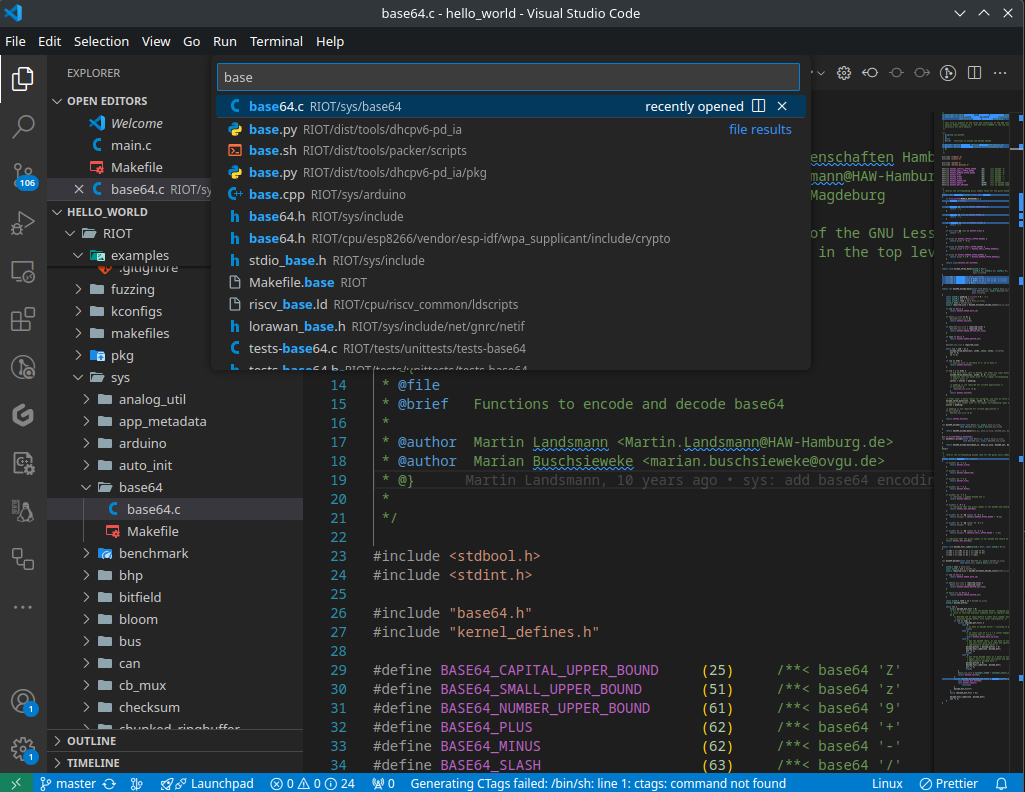 base64.c - hello_world - Visual Studio Code
File Edit Selection View Go Run Terminal Help
EXPLORER
OPEN EDITORS
Welcome
main.c
Makefile
base64.c RIOT/sy
HELLO_WORLD
RIOT
examples
.gitignore
fuzzing
kconfigs
makefiles
pkg
sys
analog_util
app_metadata
arduino
auto_init
base64
base64.c
Makefile
benchmark
bhp
bitfield
bloom
bus
can
cb_mux
checksum
chunked_ringbuffer
OUTLINE
TIMELINE
106
1
1
base
base64.c RIOT/sys/base64 recently opened
base.py RIOT/dist/tools/dhcpv6-pd_ia file results
base.sh RIOT/dist/tools/packer/scripts
base.py RIOT/dist/tools/dhcpv6-pd_ia/pkg
base.cpp RIOT/sys/arduino
base64.h RIOT/sys/include
base64.h RIOT/cpu/esp8266/vendor/esp-idf/wpa_supplicant/include/crypto
stdio_base.h RIOT/sys/include
Makefile.base RIOT
riscv_base.ld RIOT/cpu/riscv_common/ldscripts
lorawan_base.h RIOT/sys/include/net/gnrc/netif
tests-base64.c RIOT/tests/unittests/tests-base64
tests-base64.h RIOT/tests/unittests/tests-base64
enschaften Hamb
mann@HAW-Hambur
Magdeburg
of the GNU Less
in the top lev
14 * @file
15 * @brief Functions to encode and decode base64
16 *
17 * @author Martin Landsmann <Martin.Landsmann@HAW-Hamburg.de>
18 * @author Marian Buschsieweke <marian.buschsieweke@ovgu.de>
19 * @} Martin Landsmann, 10 years ago • sys: add base64 encoding
20 *
21 */
22
23 #include <stdbool.h>
24 #include <stdint.h>
25
26 #include "base64.h"
27 #include "kernel_defines.h"
28
29 #define BASE64_CAPITAL_UPPER_BOUND (25) /**< base64 'Z'
30 #define BASE64_SMALL_UPPER_BOUND (51) /**< base64 'z'
31 #define BASE64_NUMBER_UPPER_BOUND (61) /**< base64 '9'
32 #define BASE64_PLUS (62) /**< base64 '+'
33 #define BASE64_MINUS (62) /**< base64 '-'
34 #define BASE64_SLASH (63) /**< base64 '/'
master Launchpad 0 0 24 0 Generating CTags failed: /bin/sh: line 1: ctags: command not found Linux Prettier